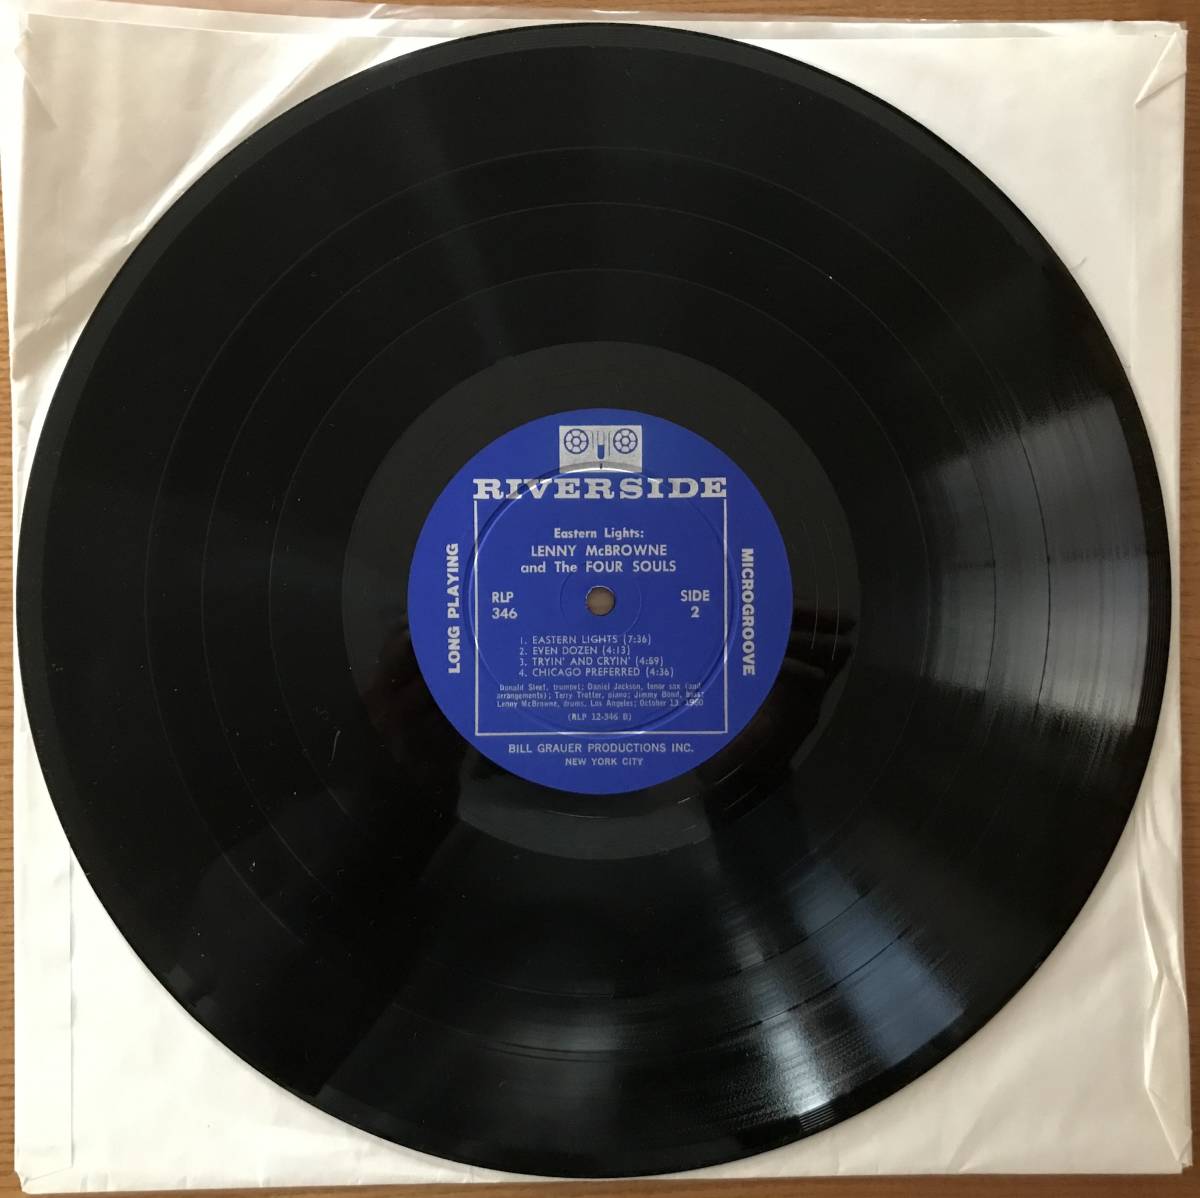 RIVERSIDE
Eastern Lights:
LENNY McBROWNE
and The FOUR SOULS
LONG PLAYING
MICROGROOVE
RLP
346
SIDE
2
1. EASTERN LIGHTS (7:36)
2. EVEN DOZEN (4:13)
3. TRYIN' AND CRYIN' (4:59)
4. CHICAGO PREFERRED (4:36)
Donald Sleet, trumpet; Daniel Jackson, tenor sax (and
arrangements); Terry Trotter, piano; Jimmy Bond, bass;
Lenny McBrowne, drums. Los Angeles; October 13, 1960
(RLP 12-346 B)
BILL GRAUER PRODUCTIONS INC.
NEW YORK CITY